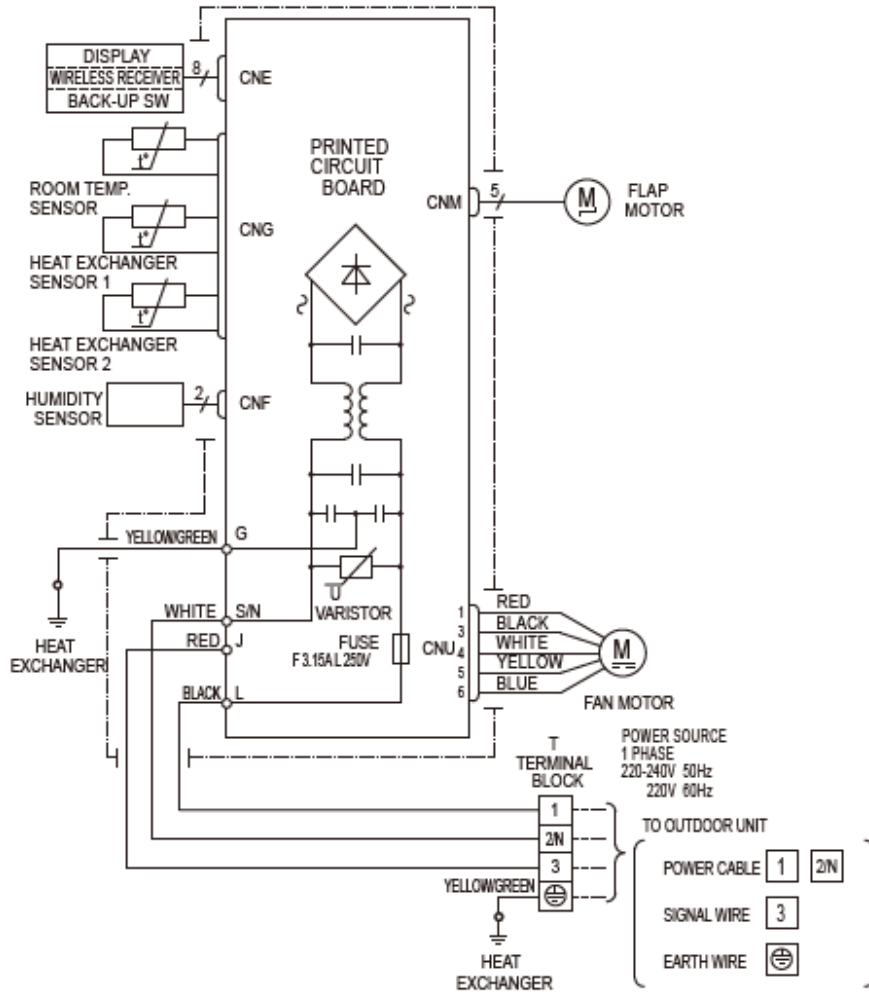 DISPLAY
WIRELESS RECEIVER
BACK-UP SW
8
CNE
t°
ROOM TEMP.
SENSOR
t°
HEAT EXCHANGER
SENSOR 1
t°
HEAT EXCHANGER
SENSOR 2
CNG
HUMIDITY
SENSOR
2
CNF
PRINTED
CIRCUIT
BOARD
CNM
5
M
FLAP
MOTOR
YELLOW/GREEN
G
HEAT
EXCHANGER
U
VARISTOR
WHITE
S/N
RED
J
FUSE
F 3.15A L 250V
BLACK
L
CNU
1
3
4
5
6
RED
BLACK
WHITE
YELLOW
BLUE
M
FAN MOTOR
T
TERMINAL
BLOCK
1
2/N
3
YELLOW/GREEN
HEAT
EXCHANGER
POWER SOURCE
1 PHASE
220-240V 50Hz
220V 60Hz
TO OUTDOOR UNIT
POWER CABLE 1 2/N
SIGNAL WIRE 3
EARTH WIRE